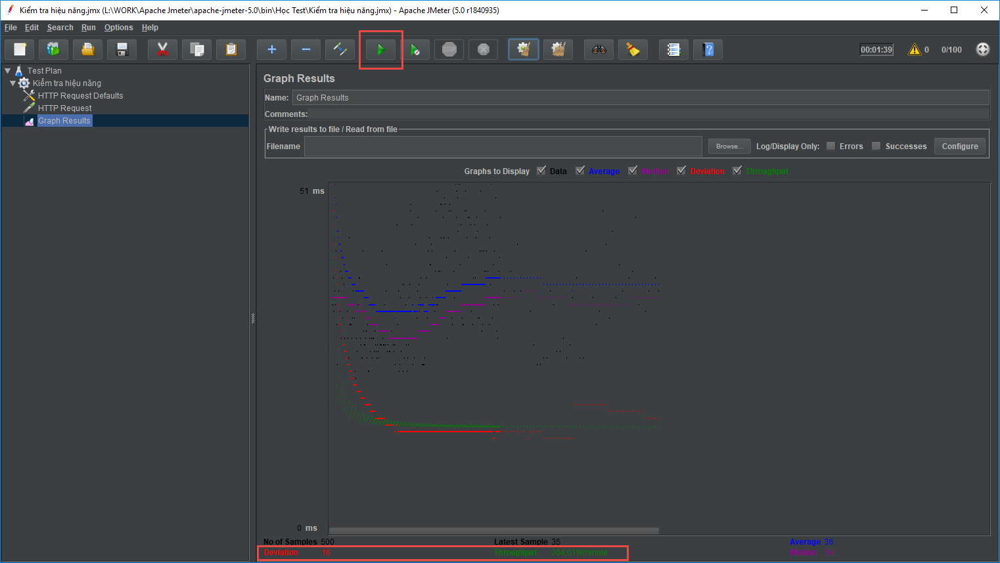 Kiểm tra hiệu năng.jmx (L:\WORK\Apache Jmeter\apache-jmeter-5.0\bin\Học Test\Kiểm tra hiệu năng.jmx) - Apache JMeter (5.0 r1840935)
File Edit Search Run Options Help
STOP 00:01:39 0 0/100
Test Plan
Kiểm tra hiệu năng
HTTP Request Defaults
HTTP Request
Graph Results
Graph Results
Name: Graph Results
Comments:
Write results to file / Read from file
Filename Browse... Log/Display Only: Errors Successes Configure
Graphs to Display Data Average Median Deviation Throughput
51 ms
0 ms
No of Samples 500 Latest Sample 35 Average 36
Deviation 16 Throughput 304,019/minute Median 34